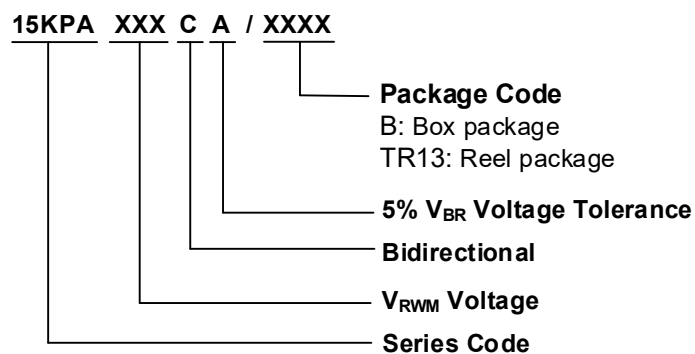 15KPA XXX C A / XXXX
Package Code
B: Box package
TR13: Reel package
5% VBR Voltage Tolerance
Bidirectional
VRWM Voltage
Series Code